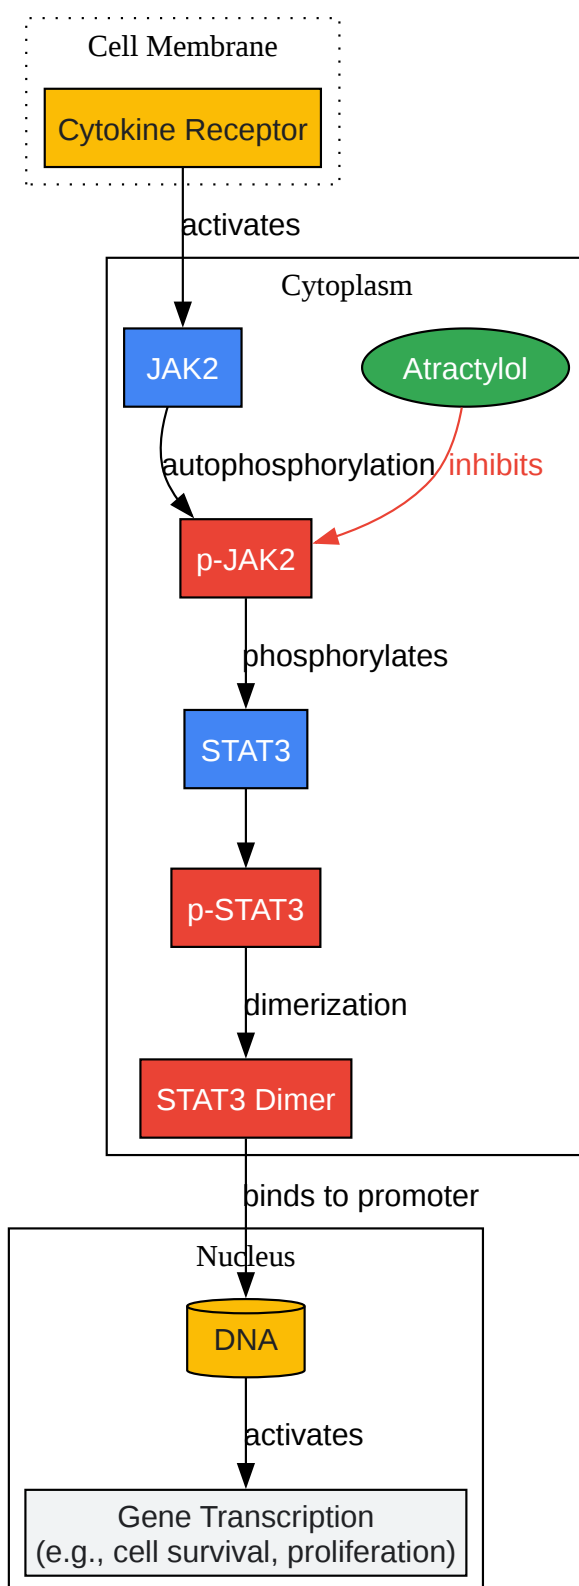 Cell Membrane
Cytokine Receptor
activates
Cytoplasm
JAK2
Atractylol
autophosphorylation
inhibits
p-JAK2
phosphorylates
STAT3
p-STAT3
dimerization
STAT3 Dimer
binds to promoter
Nucleus
DNA
activates
Gene Transcription
(e.g., cell survival, proliferation)